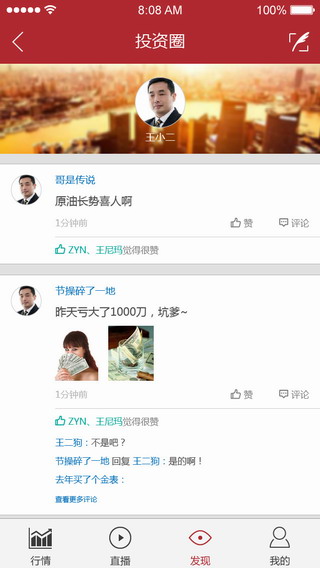 8:08 AM
100%
投资圈
王小二
哥是传说
原油长势喜人啊
1分钟前
赞
评论
ZYN、王尼玛觉得很赞
节操碎了一地
昨天亏大了1000刀，坑爹~
1分钟前
赞
评论
ZYN、王尼玛觉得很赞
王二狗：不是吧？
节操碎了一地 回复 王二狗：是的啊！
去年买了个金表：
查看更多评论
行情
直播
发现
我的